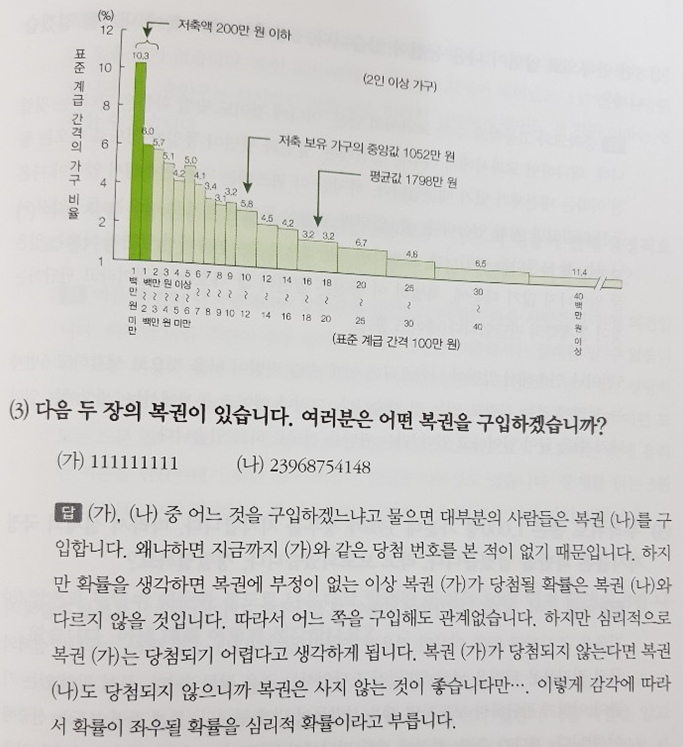 (%)
12
10
8
6
4
2
1
표준 계급 간격의 가구 비율
저축액 200만 원 이하
(2인 이상 가구)
저축 보유 가구의 중앙값 1052만 원
평균값 1798만 원
10.3 6.0 5.7 5.1 4.2 5.0 4.1 3.4 3.1 3.2 5.8 4.5 4.2 3.2 3.2 6.7 4.6 6.5 11.4
1 1 2 3 4 5 6 7 8 9 10 12 14 16 18 20 25 30 40
백만 원 미만
백만 원 이상
~ ~ ~ ~ ~ ~ ~ ~ ~ ~ ~ ~ ~ ~ ~ ~ ~
2 3 4 5 6 7 8 9 10 12 14 16 18 20 25 30 40
백만 원 미만
백만 원 이상
(표준 계급 간격 100만 원)
(3) 다음 두 장의 복권이 있습니다. 여러분은 어떤 복권을 구입하겠습니까?
(가) 111111111 (나) 23968754148
답 (가), (나) 중 어느 것을 구입하겠느냐고 물으면 대부분의 사람들은 복권 (나)를 구
입합니다. 왜냐하면 지금까지 (가)와 같은 당첨 번호를 본 적이 없기 때문입니다. 하지
만 확률을 생각하면 복권에 부정이 없는 이상 복권 (가)가 당첨될 확률은 복권 (나)와
다르지 않을 것입니다. 따라서 어느 쪽을 구입해도 관계없습니다. 하지만 심리적으로
복권 (가)는 당첨되기 어렵다고 생각하게 됩니다. 복권 (가)가 당첨되지 않는다면 복권
(나)도 당첨되지 않으니까 복권은 사지 않는 것이 좋습니다만…. 이렇게 감각에 따라
서 확률이 좌우될 확률을 심리적 확률이라고 부릅니다.